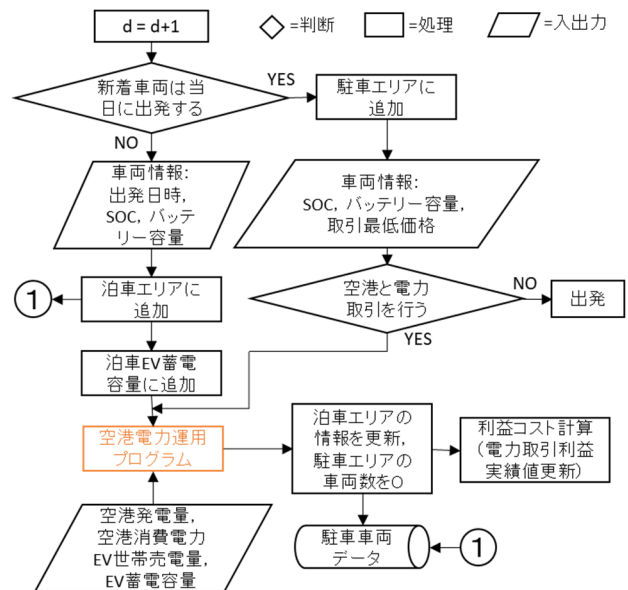 d = d+1
=判断
=処理
=入出力
新着車両は当
日に出発する
YES
NO
駐車エリアに
追加
車両情報:
出発日時,
SOC, バッテ
リー容量
車両情報:
SOC, バッテリー容量,
取引最低価格
1
泊車エリアに
追加
空港と電力
取引を行う
NO
出発
YES
泊車EV蓄電
容量に追加
空港電力運用
プログラム
泊車エリアの
情報を更新,
駐車エリアの
車両数を0
利益コスト計算
(電力取引利益
実績値更新)
空港発電量,
空港消費電力
EV世帯売電量,
EV蓄電容量
駐車車両
データ
1